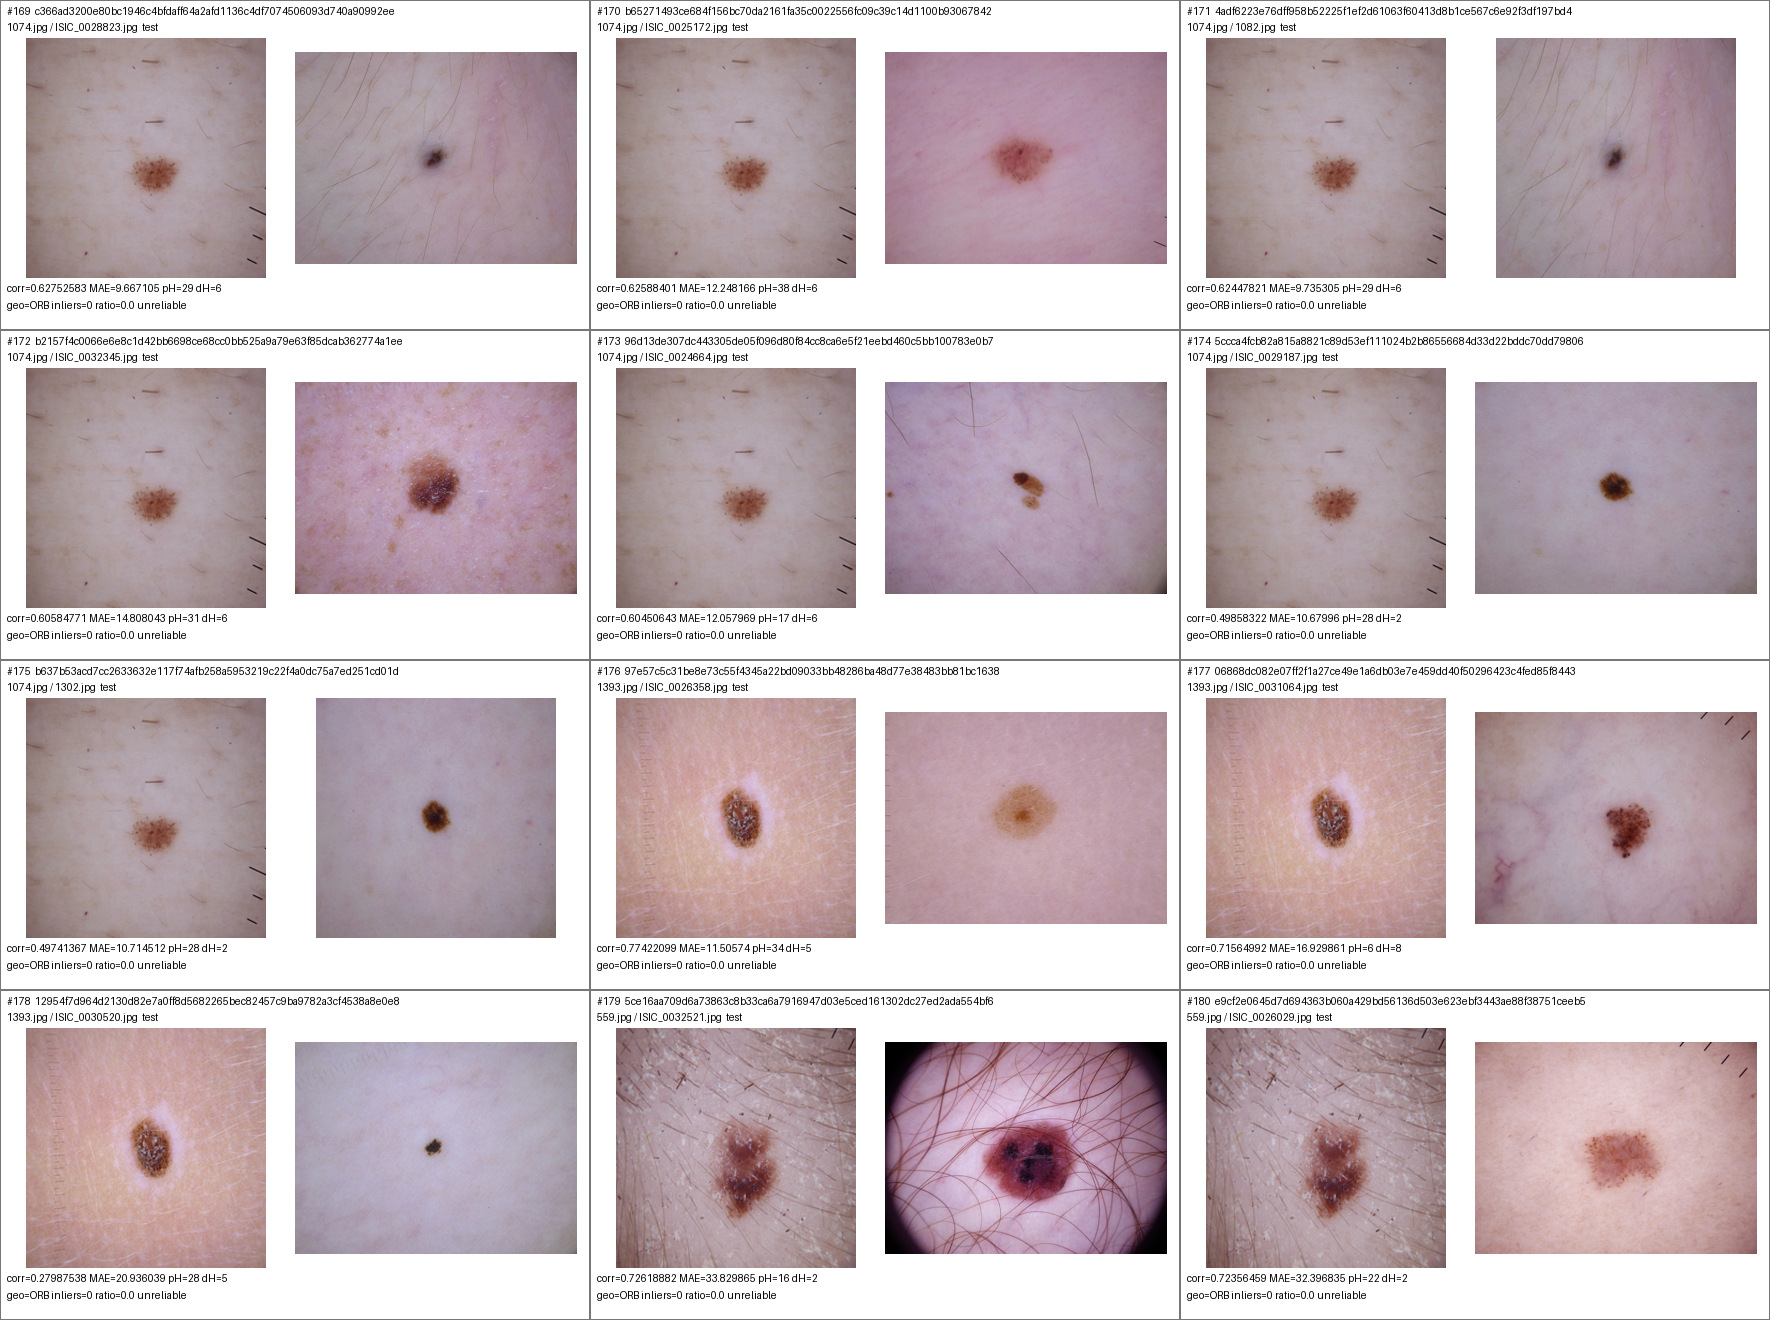 #169 c366ad3200e80bc1946c4bfdaff64a2afd1136c4df7074506093d740a90992ee
1074.jpg / ISIC_0028823.jpg test
corr=0.62752583 MAE=9.667105 pH=29 dH=6
geo=ORB inliers=0 ratio=0.0 unreliable
#170 b65271493ce684f156bc70da2161fa35c0022556fc09c39c14d1100b93067842
1074.jpg / ISIC_0025172.jpg test
corr=0.62588401 MAE=12.248166 pH=38 dH=6
geo=ORB inliers=0 ratio=0.0 unreliable
#171 4adf6223e76dff958b52225f1ef2d61063f60413d8b1ce567c6e92f3df197bd4
1074.jpg / 1082.jpg test
corr=0.62447821 MAE=9.735305 pH=29 dH=6
geo=ORB inliers=0 ratio=0.0 unreliable
#172 b2157f4c0066e6e8c1d42bb6698ce68cc0bb525a9a79e63f85dcab362774a1ee
1074.jpg / ISIC_0032345.jpg test
corr=0.60584771 MAE=14.808043 pH=31 dH=6
geo=ORB inliers=0 ratio=0.0 unreliable
#173 96d13de307dc443305de05f096d80f84cc8ca6e5f21eebd460c5bb100783e0b7
1074.jpg / ISIC_0024664.jpg test
corr=0.60450643 MAE=12.057969 pH=17 dH=6
geo=ORB inliers=0 ratio=0.0 unreliable
#174 5ccca4fcb82a815a8821c89d53ef111024b2b86556684d33d22bddc70dd79806
1074.jpg / ISIC_0029187.jpg test
corr=0.49858322 MAE=10.67996 pH=28 dH=2
geo=ORB inliers=0 ratio=0.0 unreliable
#175 b637b53acd7cc2633632e117f74afb258a5953219c22f4a0dc75a7ed251cd01d
1074.jpg / 1302.jpg test
corr=0.49741367 MAE=10.714512 pH=28 dH=2
geo=ORB inliers=0 ratio=0.0 unreliable
#176 97e57c5c31be8e73c55f4345a22bd09033bb48286ba48d77e38483bb81bc1638
1393.jpg / ISIC_0026358.jpg test
corr=0.77422099 MAE=11.50574 pH=34 dH=5
geo=ORB inliers=0 ratio=0.0 unreliable
#177 06868dc082e07ff2f1a27ce49e1a6db03e7e459dd40f50296423c4fed85f8443
1393.jpg / ISIC_0031064.jpg test
corr=0.71564992 MAE=16.929861 pH=6 dH=8
geo=ORB inliers=0 ratio=0.0 unreliable
#178 12954f7d964d2130d82e7a0ff8d5682265bec82457c9ba9782a3cf4538a8e0e8
1393.jpg / ISIC_0030520.jpg test
corr=0.27987538 MAE=20.936039 pH=28 dH=5
geo=ORB inliers=0 ratio=0.0 unreliable
#179 5ce16aa709d6a73863c8b33ca6a7916947d03e5ced161302dc27ed2ada554bf6
559.jpg / ISIC_0032521.jpg test
corr=0.72618882 MAE=33.829865 pH=16 dH=2
geo=ORB inliers=0 ratio=0.0 unreliable
#180 e9cf2e0645d7d694363b060a429bd56136d503e623ebf3443ae88f38751ceeb5
559.jpg / ISIC_0026029.jpg test
corr=0.72356459 MAE=32.396835 pH=22 dH=2
geo=ORB inliers=0 ratio=0.0 unreliable